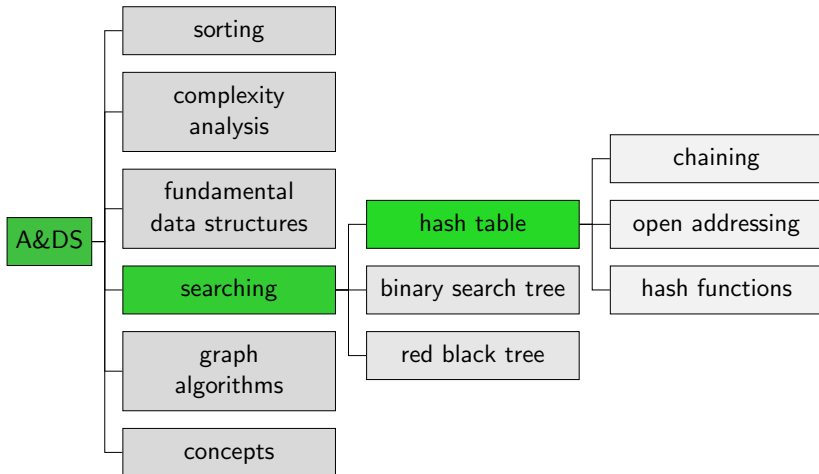 A&DS
sorting
complexity
analysis
fundamental
data structures
searching
graph
algorithms
concepts
hash table
binary search tree
red black tree
chaining
open addressing
hash functions